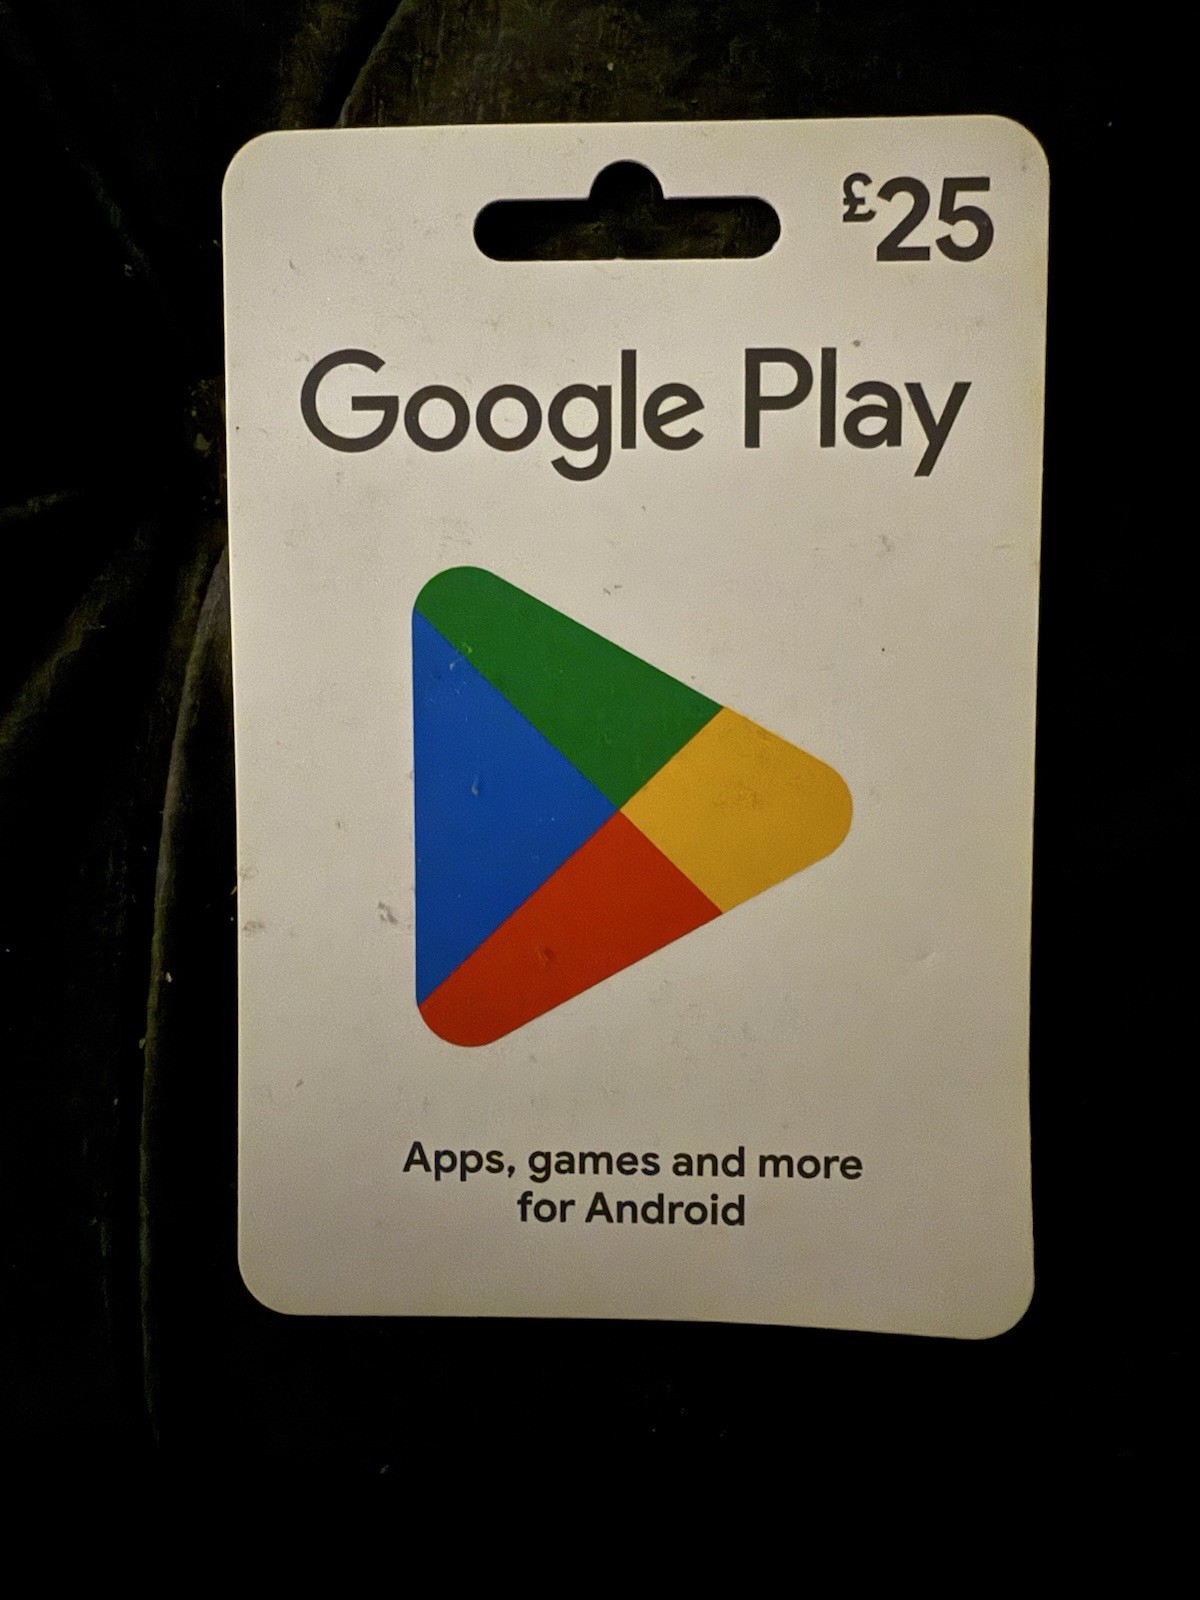 £25
Google Play
Apps, games and more
for Android